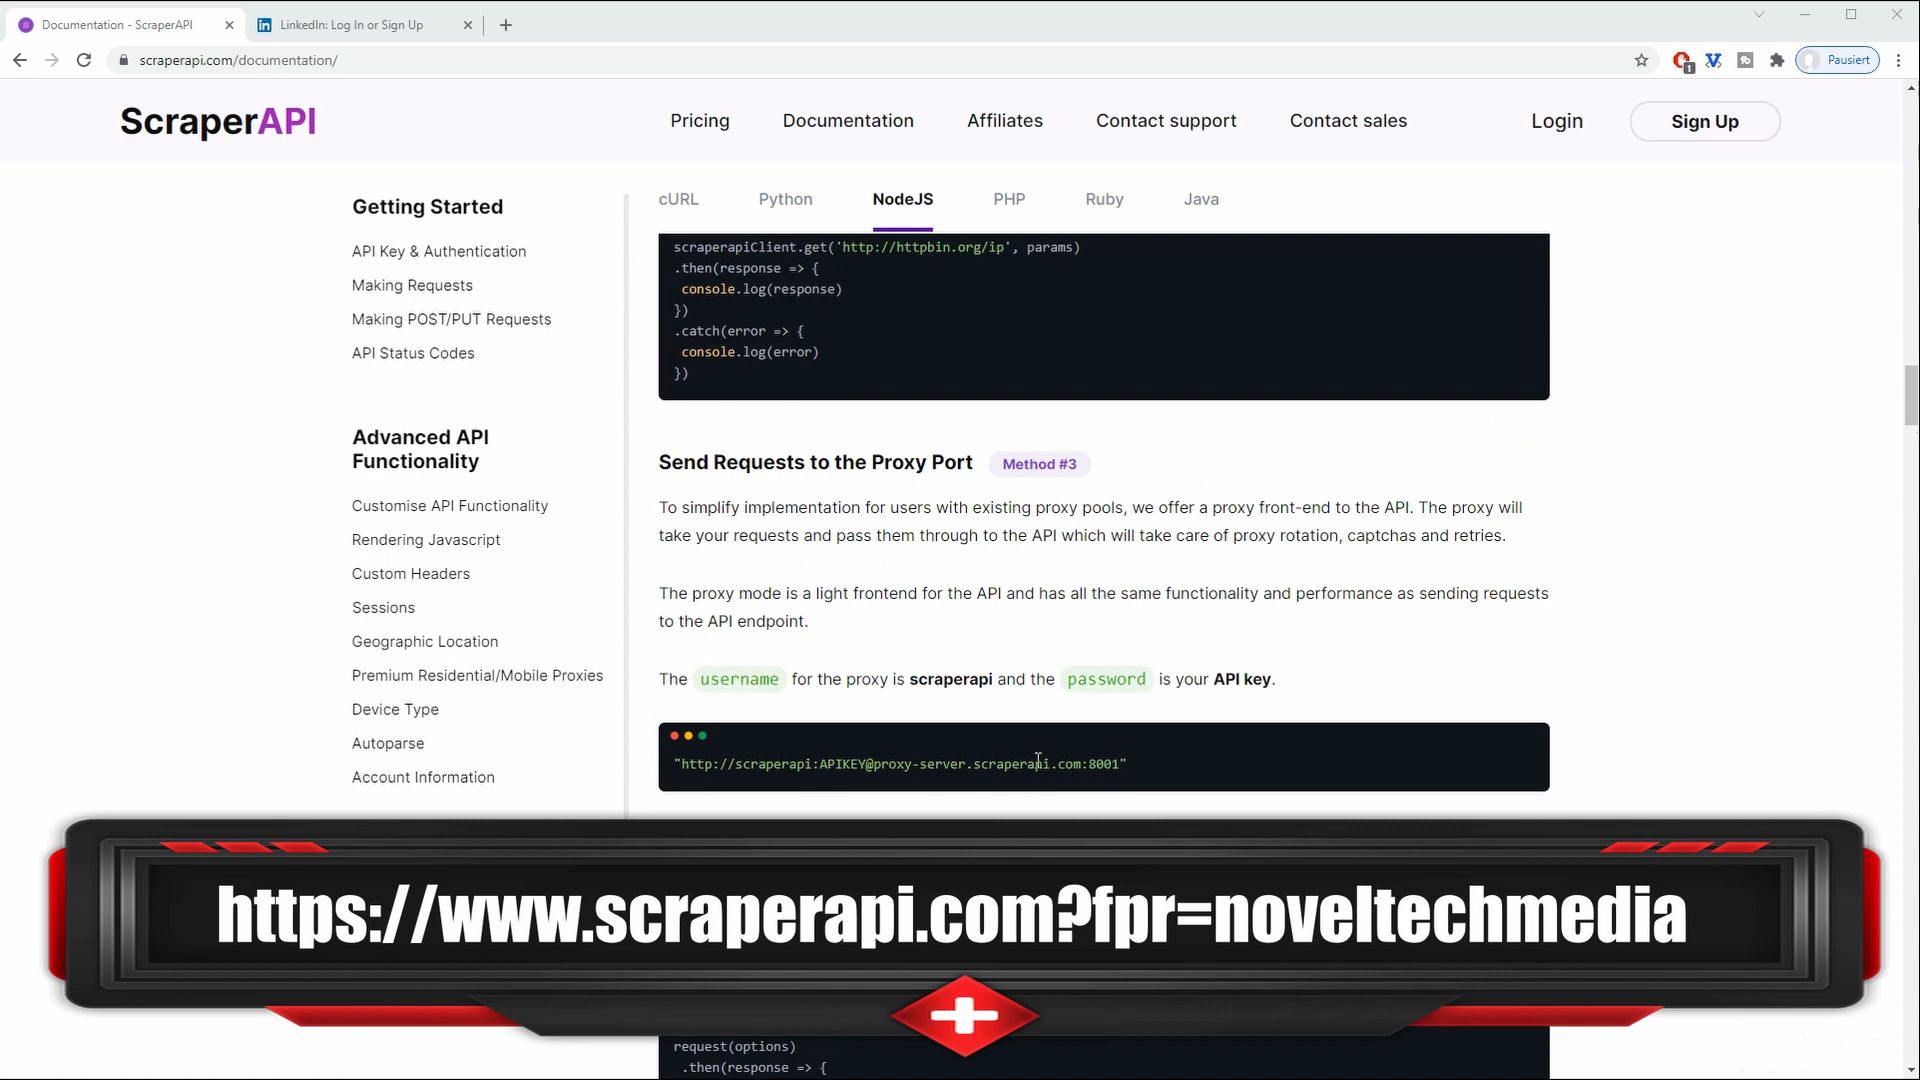 Documentation - ScraperAPI
LinkedIn: Log In or Sign Up
scraperapi.com/documentation/
1
Pausiert
ScraperAPI
Pricing
Documentation
Affiliates
Contact support
Contact sales
Login
Sign Up
Getting Started
API Key & Authentication
Making Requests
Making POST/PUT Requests
API Status Codes
Advanced API
Functionality
Customise API Functionality
Rendering Javascript
Custom Headers
Sessions
Geographic Location
Premium Residential/Mobile Proxies
Device Type
Autoparse
Account Information
cURL
Python
NodeJS
PHP
Ruby
Java
scraperapiClient.get('http://httpbin.org/ip', params)
.then(response => {
console.log(response)
})
.catch(error => {
console.log(error)
})
Send Requests to the Proxy Port
Method #3
To simplify implementation for users with existing proxy pools, we offer a proxy front-end to the API. The proxy will
take your requests and pass them through to the API which will take care of proxy rotation, captchas and retries.
The proxy mode is a light frontend for the API and has all the same functionality and performance as sending requests
to the API endpoint.
The username for the proxy is scraperapi and the password is your API key.
"http://scraperapi:APIKEY@proxy-server.scraperapi.com:8001"
https://www.scraperapi.com?fpr=noveltechmedia
request(options)
.then(response => {